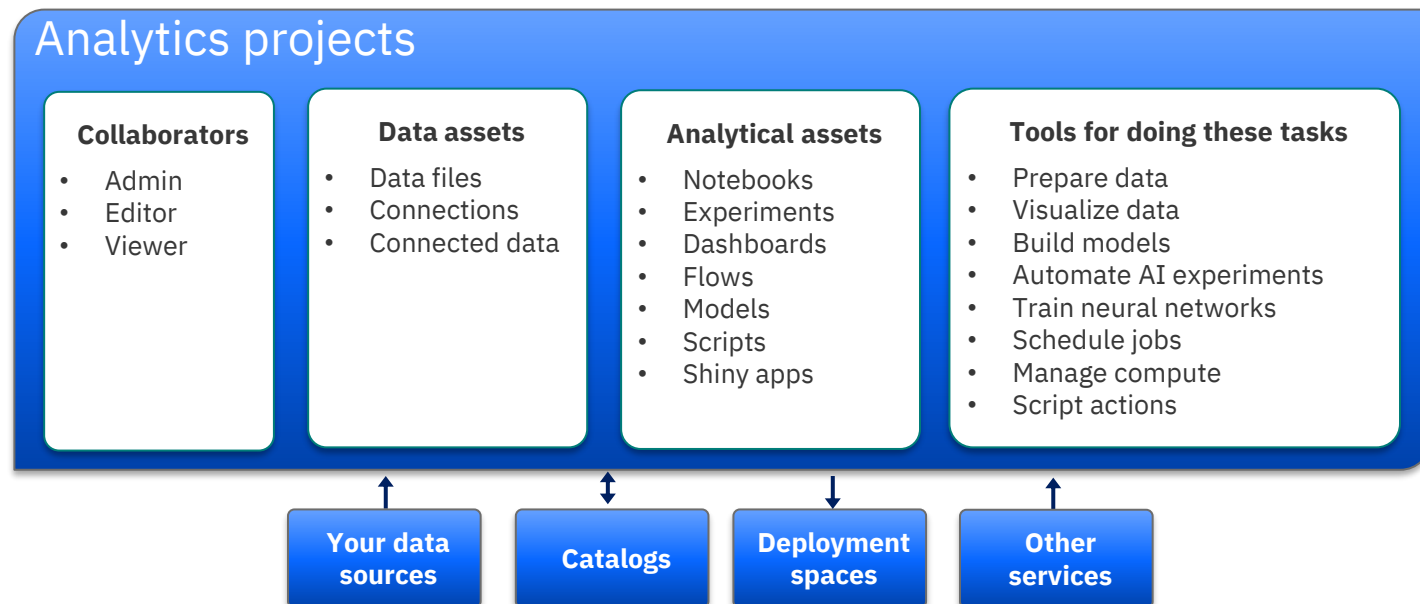 Analytics projects
Collaborators
• Admin
• Editor
• Viewer
Data assets
• Data files
• Connections
• Connected data
Analytical assets
• Notebooks
• Experiments
• Dashboards
• Flows
• Models
• Scripts
• Shiny apps
Tools for doing these tasks
• Prepare data
• Visualize data
• Build models
• Automate AI experiments
• Train neural networks
• Schedule jobs
• Manage compute
• Script actions
Your data
sources
Catalogs
Deployment
spaces
Other
services